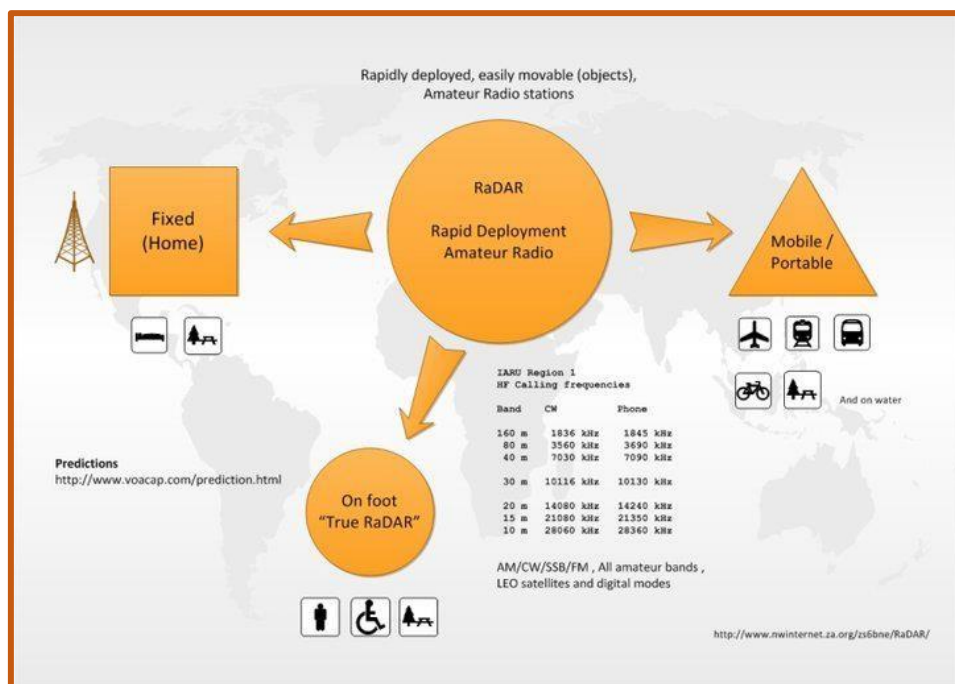 Rapidly deployed, easily movable (objects),
Amateur Radio stations
RaDAR
Rapid Deployment
Amateur Radio
Fixed
(Home)
Mobile /
Portable
And on water
IARU Region 1
HF Calling frequencies
Band CW Phone
160 m 1836 kHz 1845 kHz
80 m 3560 kHz 3690 kHz
40 m 7030 kHz 7090 kHz
30 m 10116 kHz 10130 kHz
20 m 14080 kHz 14240 kHz
15 m 21080 kHz 21350 kHz
10 m 28060 kHz 28360 kHz
Predictions
http://www.voacap.com/prediction.html
On foot
“True RaDAR”
AM/CW/SSB/FM , All amateur bands ,
LEO satellites and digital modes
http://www.nwinternet.za.org/zs6bne/RaDAR/